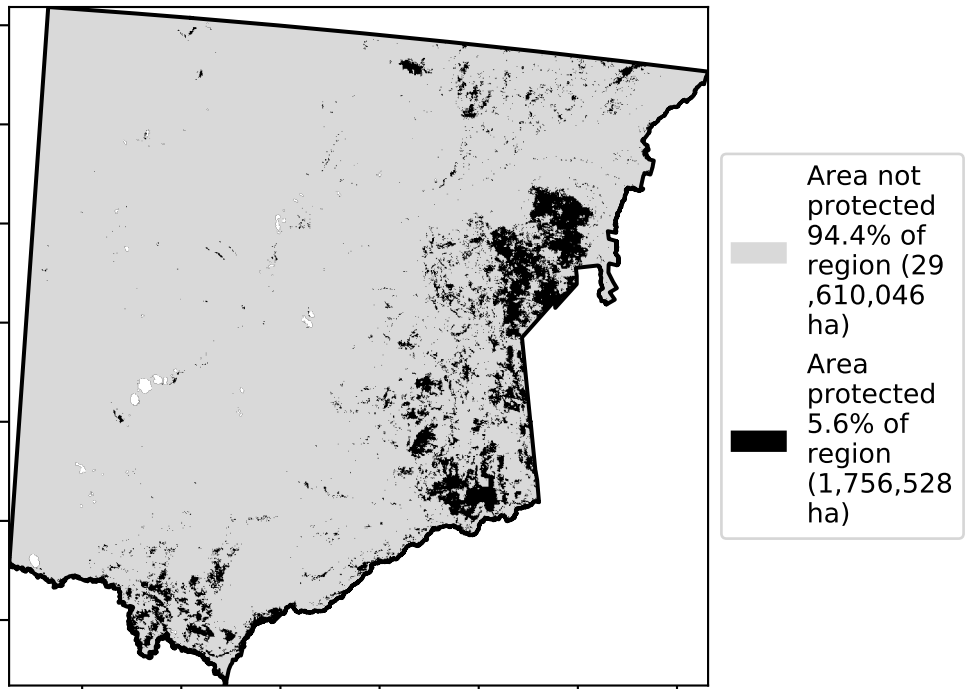 Area not
protected
94.4% of
region (29
,610,046
ha)
Area
protected
5.6% of
region
(1,756,528
ha)